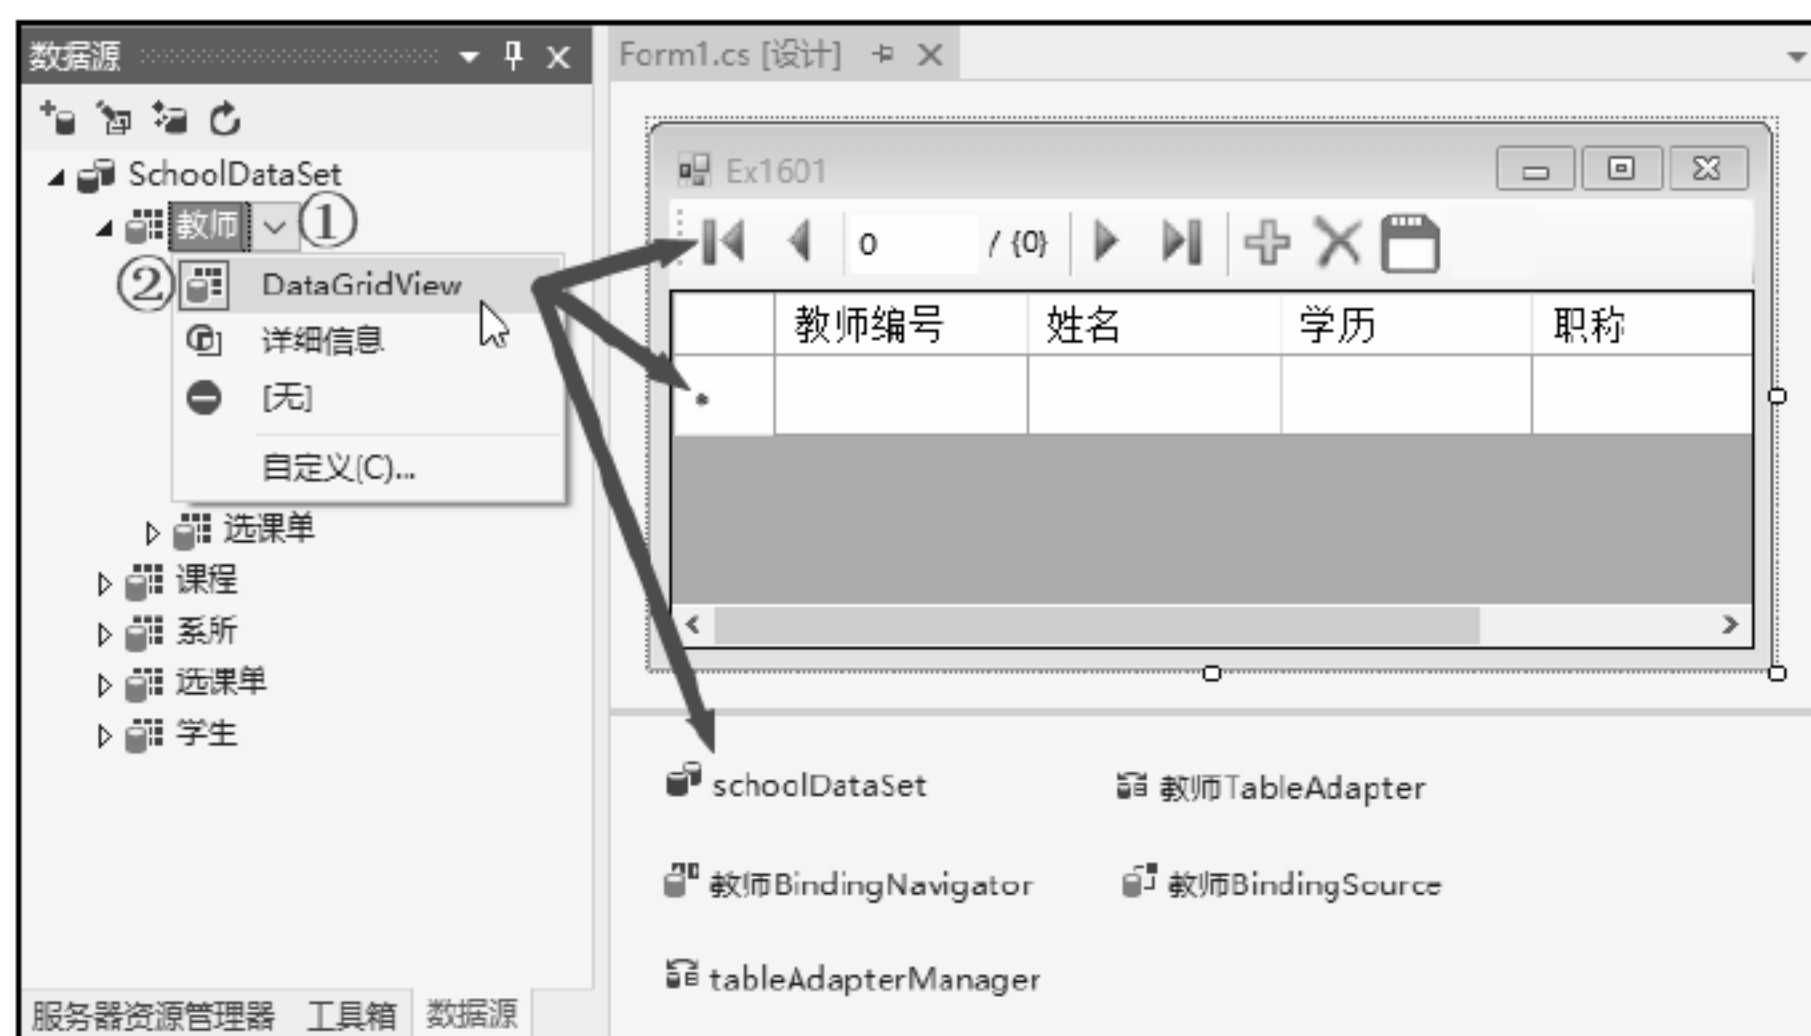 数据源
SchoolDataSet
教师 ①
② DataGridView
详细信息
[无]
自定义(C)...
选课单
课程
系所
选课单
学生
服务器资源管理器 工具箱 数据源
Form1.cs [设计]
Ex1601
0 / {0}
教师编号 姓名 学历 职称
schoolDataSet 教师TableAdapter
教师BindingNavigator 教师BindingSource
tableAdapterManager